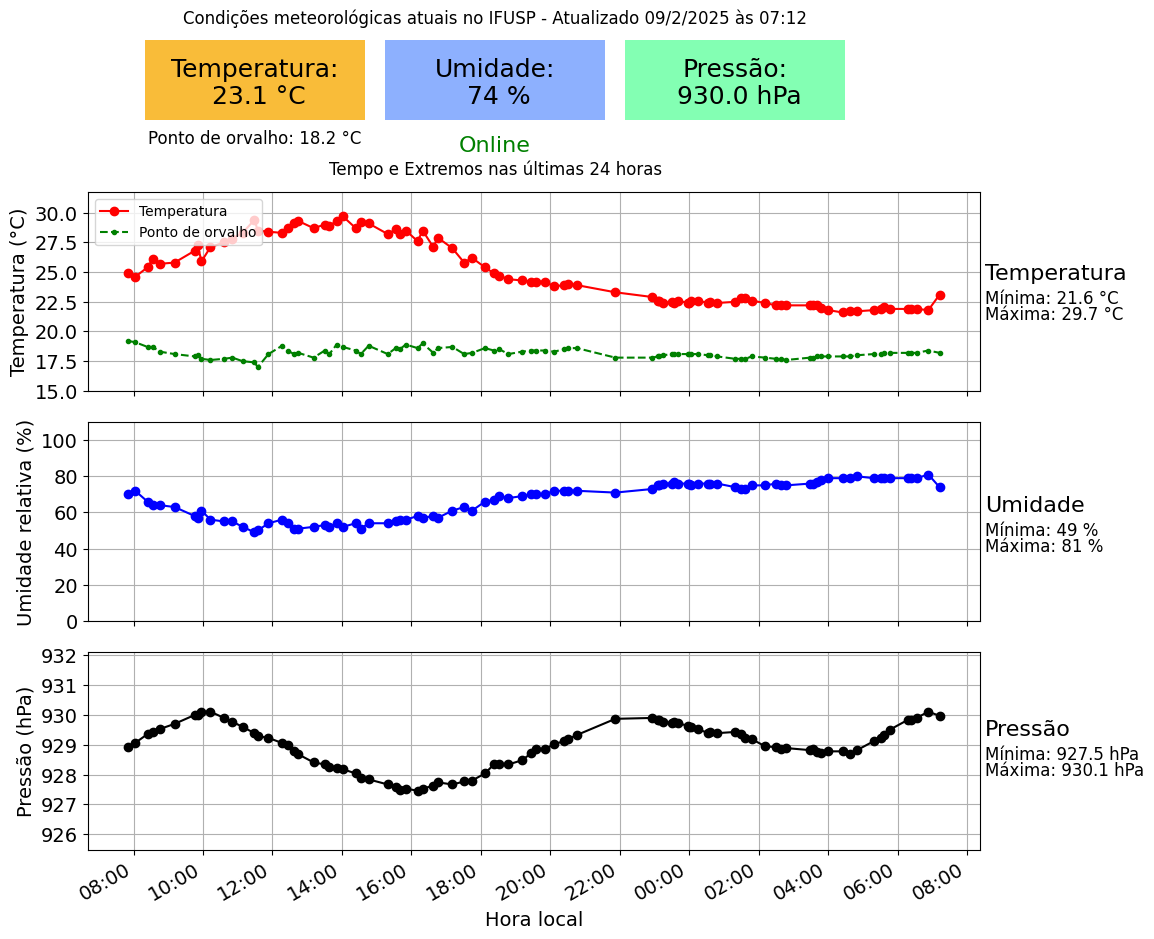 Condições meteorológicas atuais no IFUSP - Atualizado 09/2/2025 às 07:12
Temperatura:
23.1 °C
Umidade:
74 %
Pressão:
930.0 hPa
Ponto de orvalho: 18.2 °C
Online
Tempo e Extremos nas últimas 24 horas
Temperatura (°C)
30.0
27.5
25.0
22.5
20.0
17.5
15.0
Temperatura
Ponto de orvalho
Temperatura
Mínima: 21.6 °C
Máxima: 29.7 °C
Umidade relativa (%)
100
80
60
40
20
0
Umidade
Mínima: 49 %
Máxima: 81 %
Pressão (hPa)
932
931
930
929
928
927
926
Pressão
Mínima: 927.5 hPa
Máxima: 930.1 hPa
08:00
10:00
12:00
14:00
16:00
18:00
20:00
22:00
00:00
02:00
04:00
06:00
08:00
Hora local